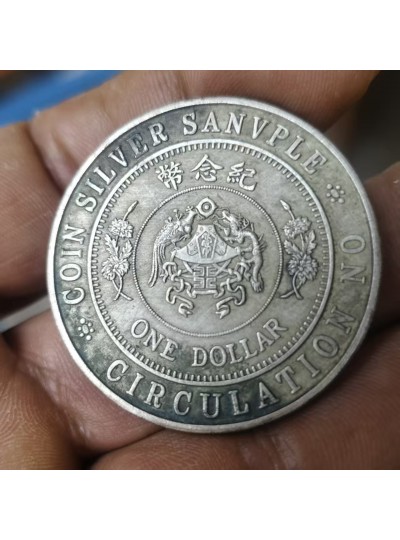 COIN SILVER SANVPLE
CIRCULATION NO
幣念紀
ONE DOLLAR